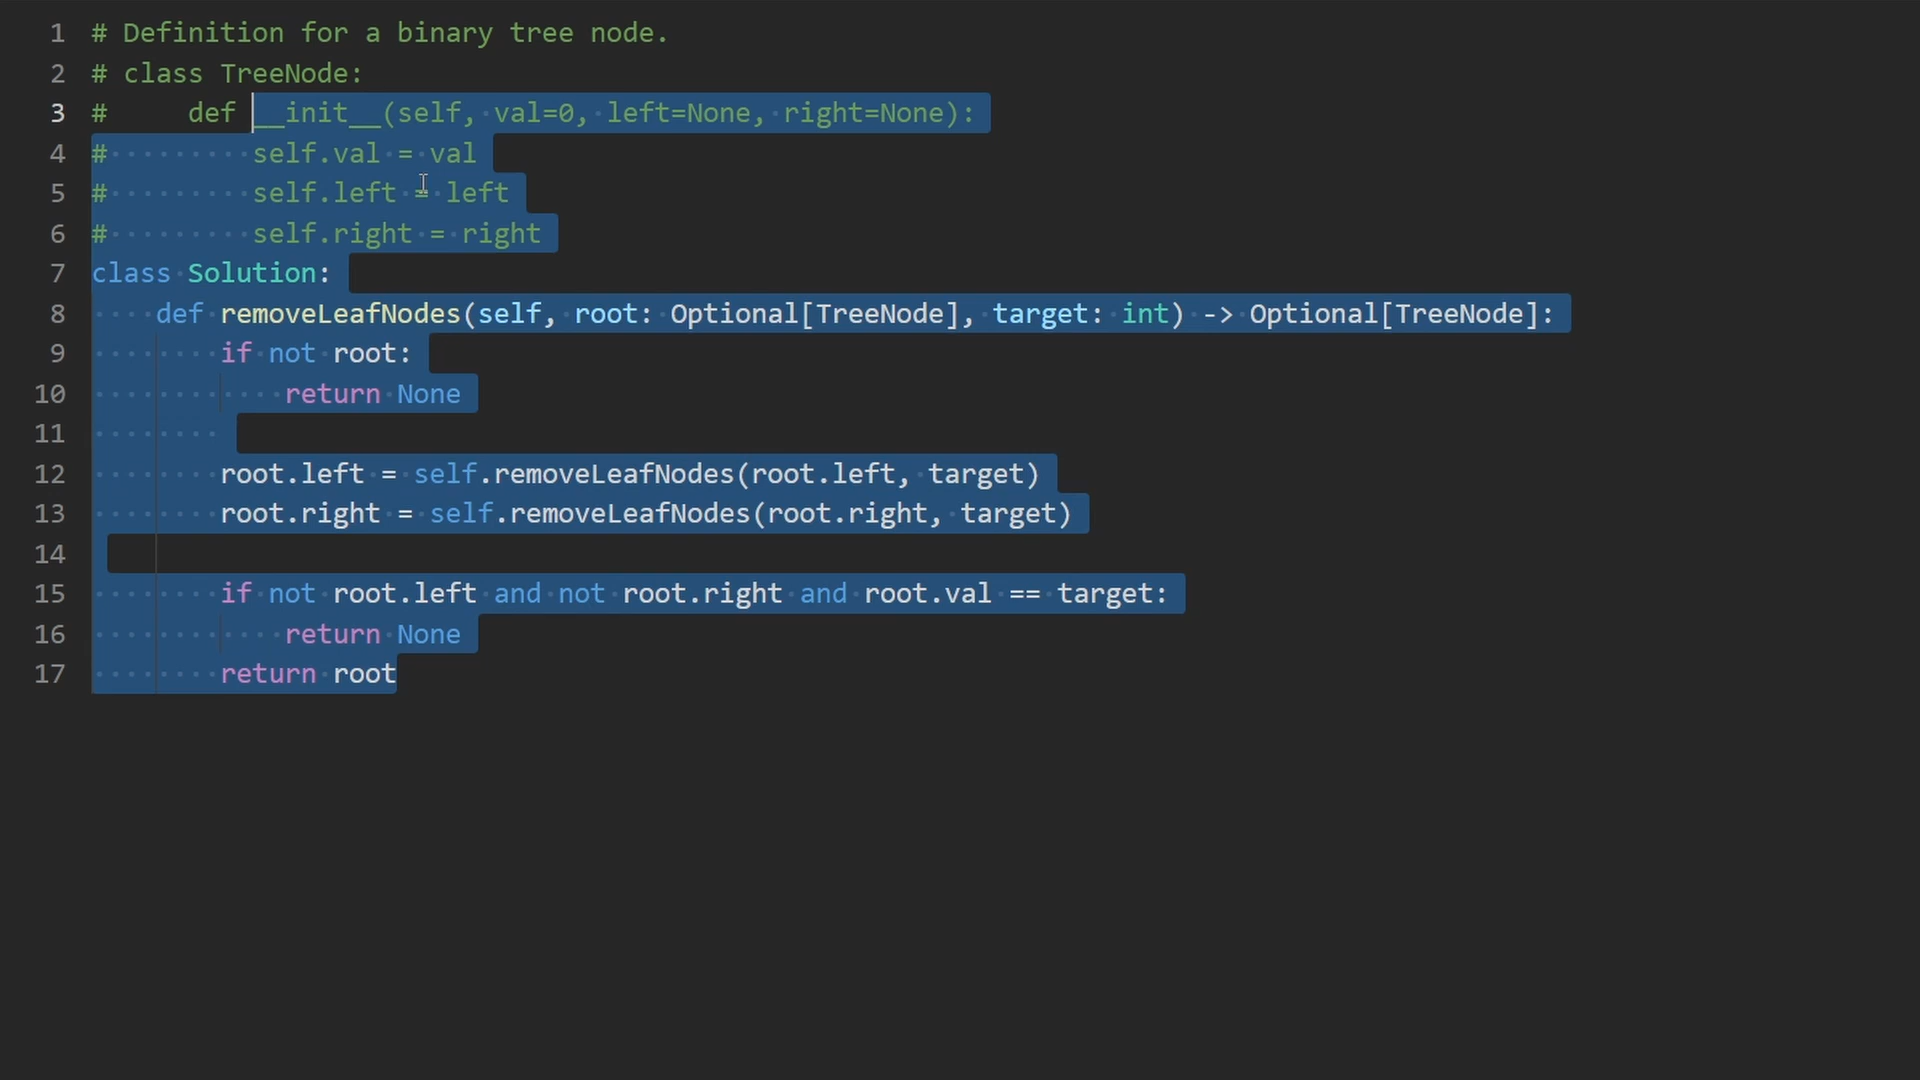 1 # Definition for a binary tree node.
2 # class TreeNode:
3 #     def __init__(self, val=0, left=None, right=None):
4 #         self.val = val
5 #         self.left = left
6 #         self.right = right
7 class Solution:
8     def removeLeafNodes(self, root: Optional[TreeNode], target: int) -> Optional[TreeNode]:
9         if not root:
10             return None
11
12         root.left = self.removeLeafNodes(root.left, target)
13         root.right = self.removeLeafNodes(root.right, target)
14
15         if not root.left and not root.right and root.val == target:
16             return None
17         return root